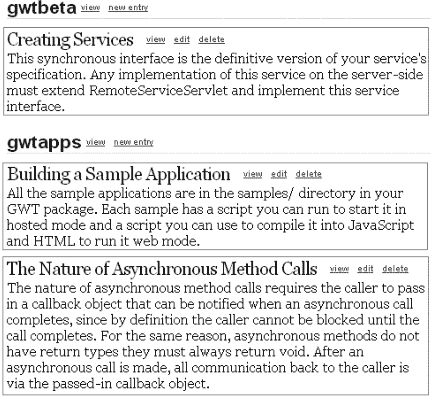 gwtbeta view new entry
Creating Services view edit delete
This synchronous interface is the definitive version of your service's
specification. Any implementation of this service on the server-side
must extend RemoteServiceServlet and implement this service
interface.
gwtapps view new entry
Building a Sample Application view edit delete
All the sample applications are in the samples/ directory in your
GWT package. Each sample has a script you can run to start it in
hosted mode and a script you can use to compile it into JavaScript
and HTML to run it web mode.
The Nature of Asynchronous Method Calls view edit delete
The nature of asynchronous method calls requires the caller to pass
in a callback object that can be notified when an asynchronous call
completes, since by definition the caller cannot be blocked until the
call completes. For the same reason, asynchronous methods do not
have return types they must always return void. After an
asynchronous call is made, all communication back to the caller is
via the passed-in callback object.